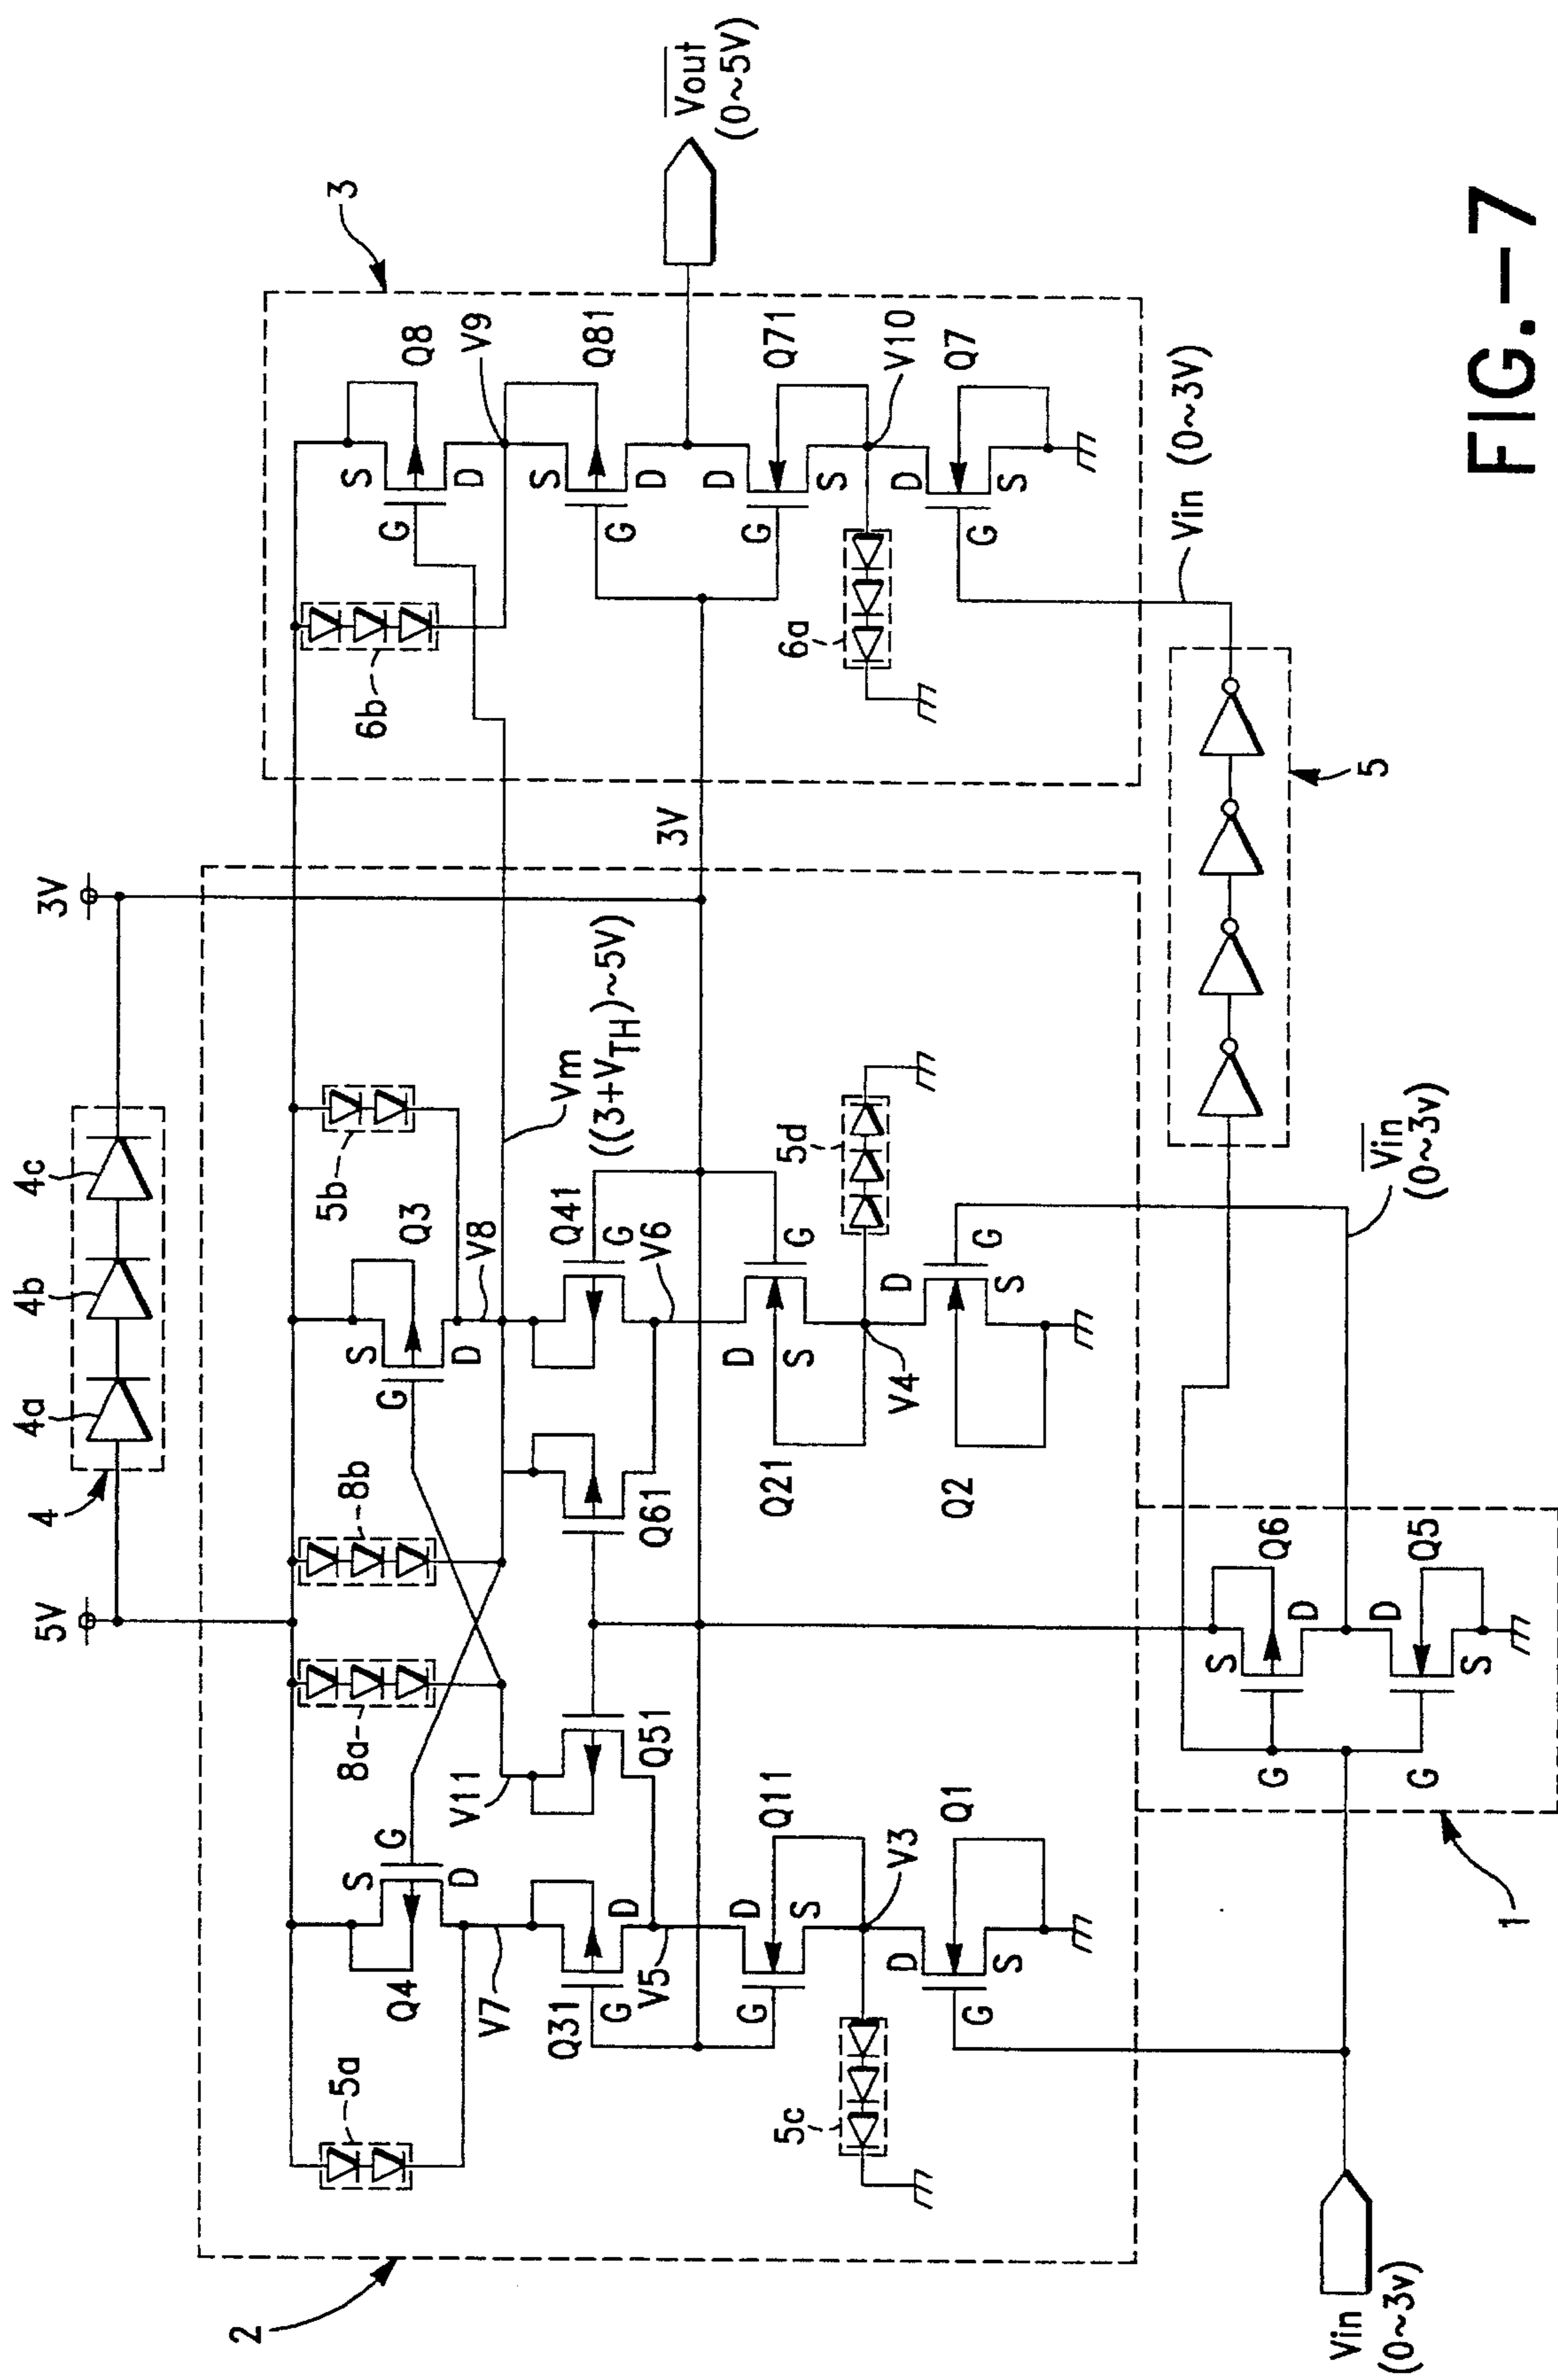 5V
3V
4
4a
4b
4c
2
5a
Q4
S
G
D
8a
8b
G
S
D
Q3
5b
3
6b
S
G
D
Q8
V9
V7
V11
V8
Vm
((3+VTH)~5V)
Q31
G
D
V5
Q51
Q61
Q41
G
V6
3V
S
G
D
Q81
Vout
(0~5V)
G
D
S
Q11
V3
5c
Q21
D
S
G
V4
5d
D
G
S
Q71
V10
6a
D
G
S
Q1
Q2
D
G
S
D
G
S
Q7
Vin (0~3V)
5
Vin
(0~3v)
1
S
G
D
Q6
D
G
S
Q5
Vin
(0~3v)
FIG.-7